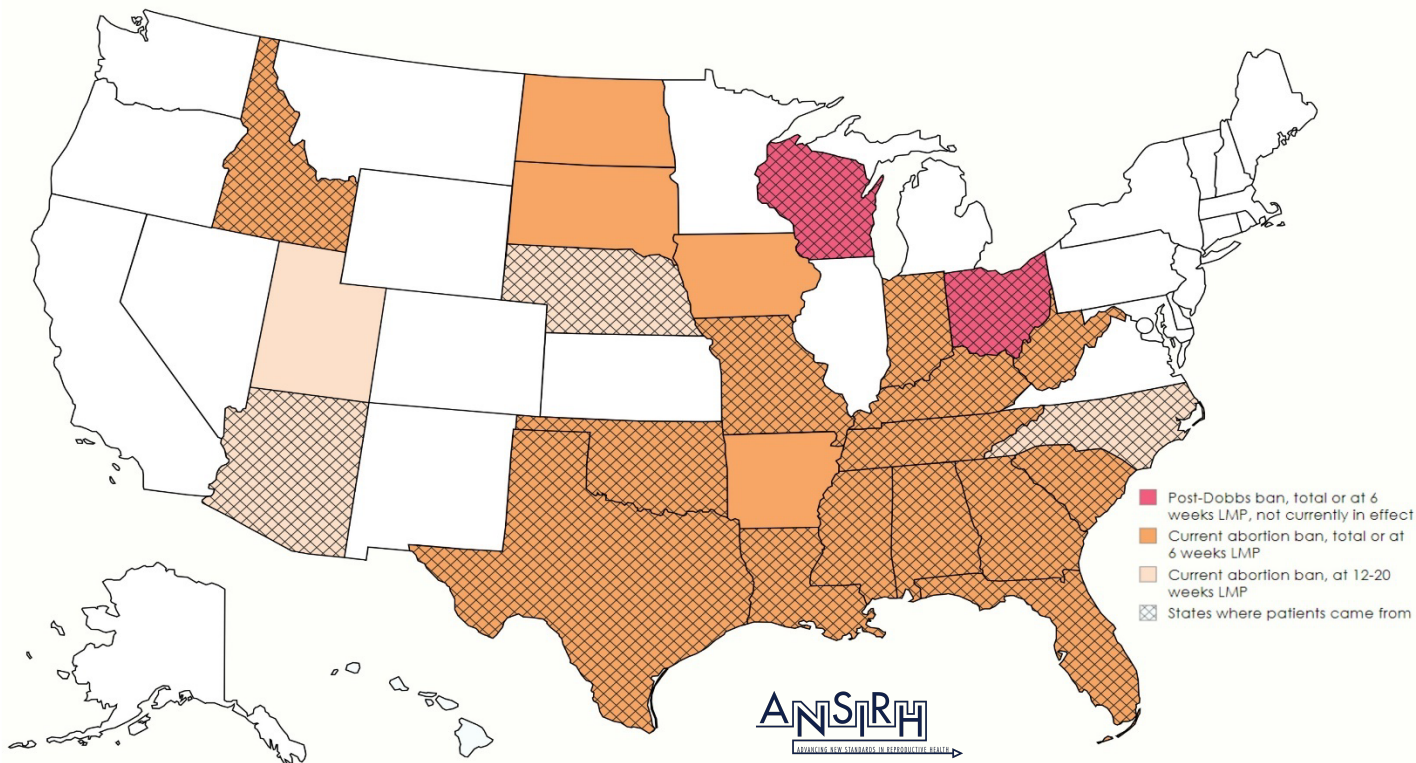 Post-Dobbs ban, total or at 6
weeks LMP, not currently in effect
Current abortion ban, total or at
6 weeks LMP
Current abortion ban, at 12-20
weeks LMP
States where patients came from
ANSIRH
ADVANCING NEW STANDARDS IN REPRODUCTIVE HEALTH